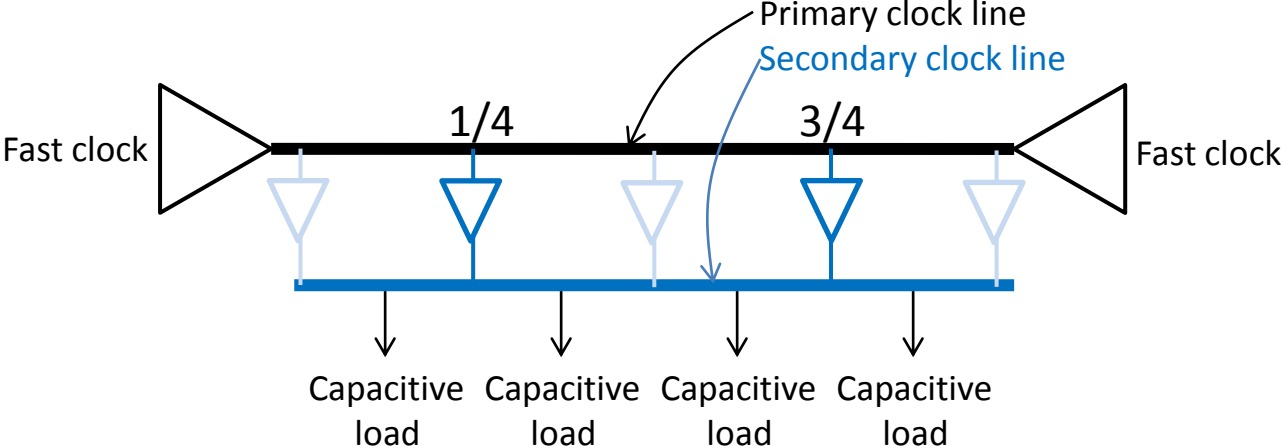 Primary clock line
Secondary clock line
1/4
3/4
Fast clock
Fast clock
Capacitive load
Capacitive load
Capacitive load
Capacitive load